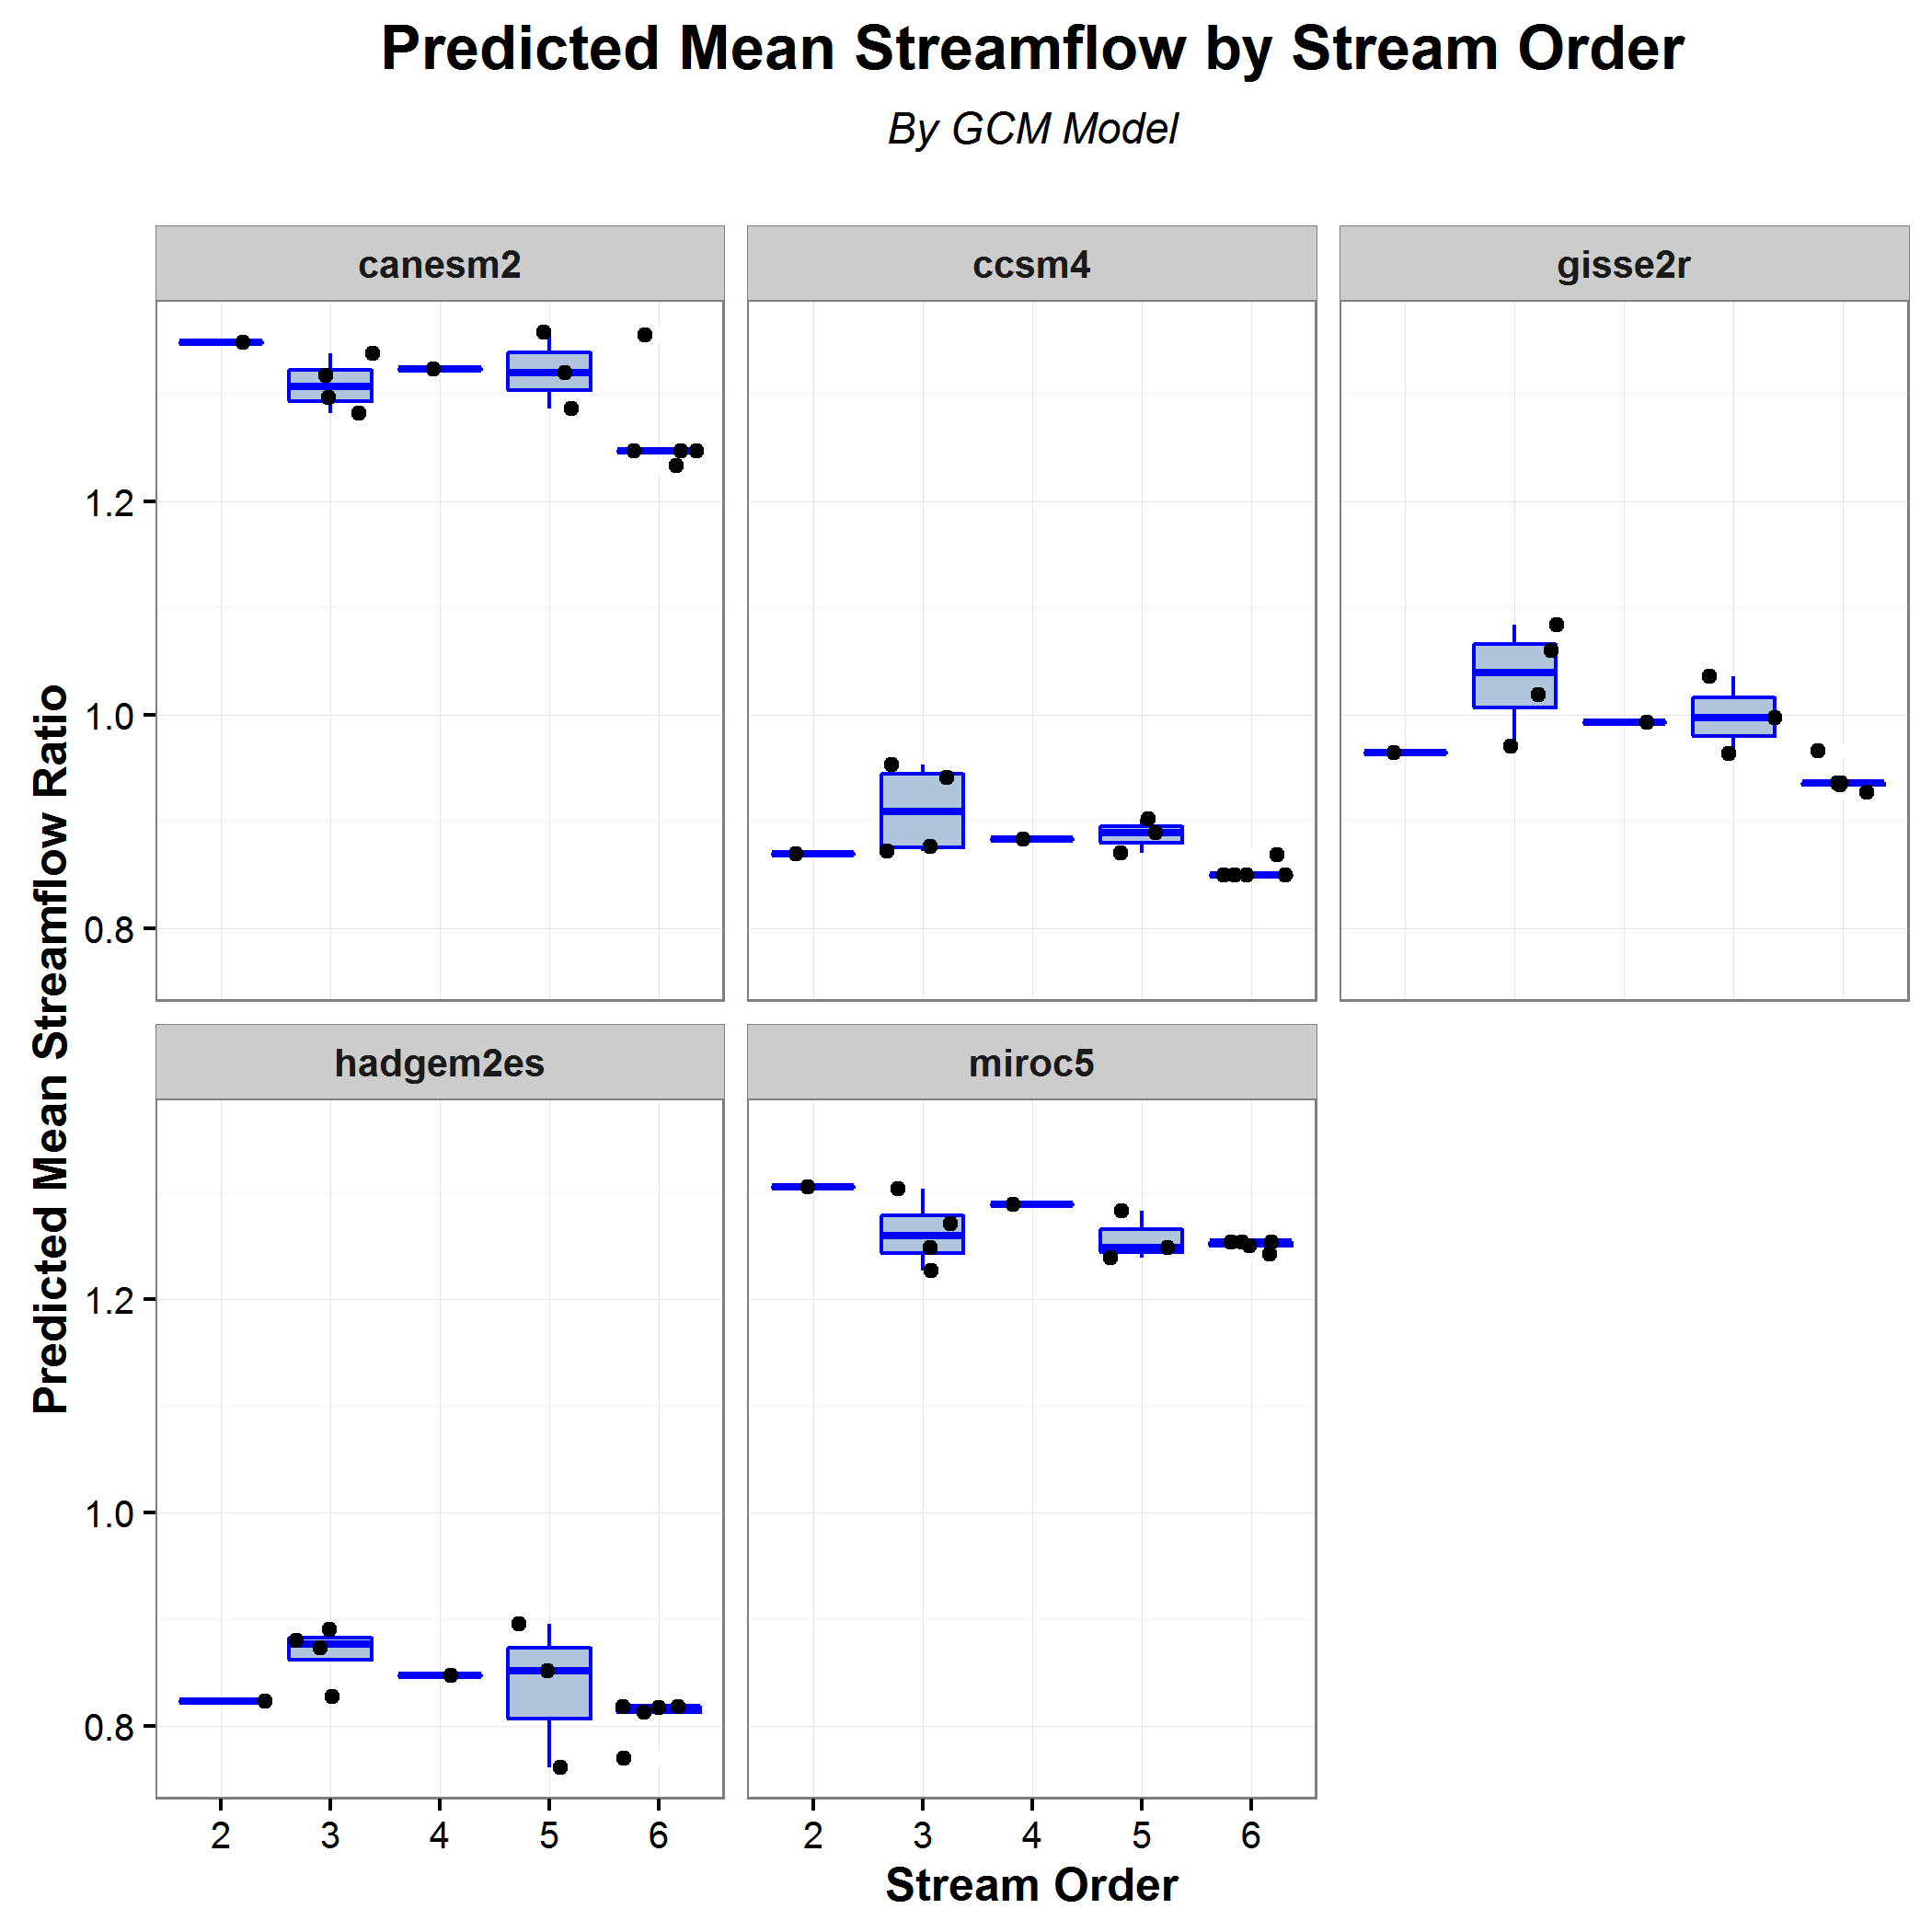 Predicted Mean Streamflow by Stream Order
By GCM Model
canesm2
ccsm4
gisse2r
1.2
1.0
0.8
Predicted Mean Streamflow Ratio
hadgem2es
miroc5
1.2
1.0
0.8
2 3 4 5 6
2 3 4 5 6
Stream Order